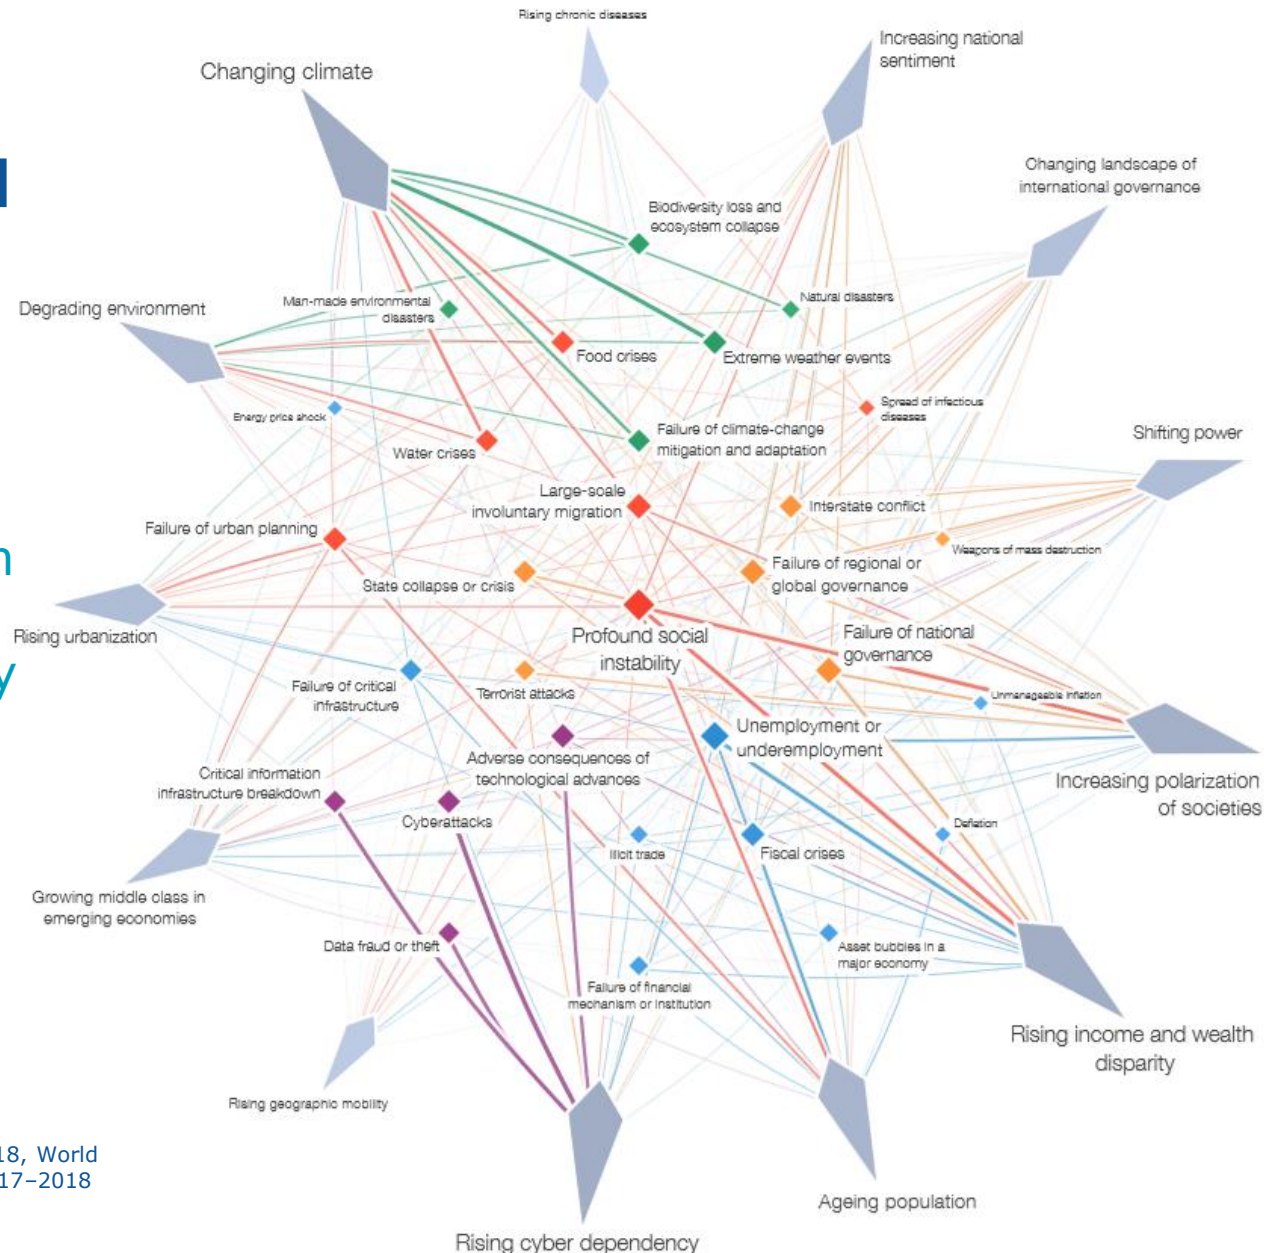 Rising chronic diseases
Increasing national
sentiment
Changing climate
Changing landscape of
international governance
Biodiversity loss and
ecosystem collapse
Degrading environment
Man-made environmental
disasters
Natural disasters
Food crises
Extreme weather events
Energy price shock
Spread of infectious
diseases
Water crises
Failure of climate-change
mitigation and adaptation
Shifting power
Large-scale
involuntary migration
Interstate conflict
Failure of urban planning
Weapons of mass destruction
State collapse or crisis
Failure of regional or
global governance
Rising urbanization
Profound social
instability
Failure of national
governance
Failure of critical
infrastructure
Terrorist attacks
Unmanageable inflation
Unemployment or
underemployment
Adverse consequences of
technological advances
Critical information
infrastructure breakdown
Cyberattacks
Increasing polarization
of societies
Illicit trade
Fiscal crises
Deflation
Growing middle class in
emerging economies
Data fraud or theft
Asset bubbles in a
major economy
Failure of financial
mechanism or institution
Rising income and wealth
disparity
Rising geographic mobility
18, World
17–2018
Ageing population
Rising cyber dependency